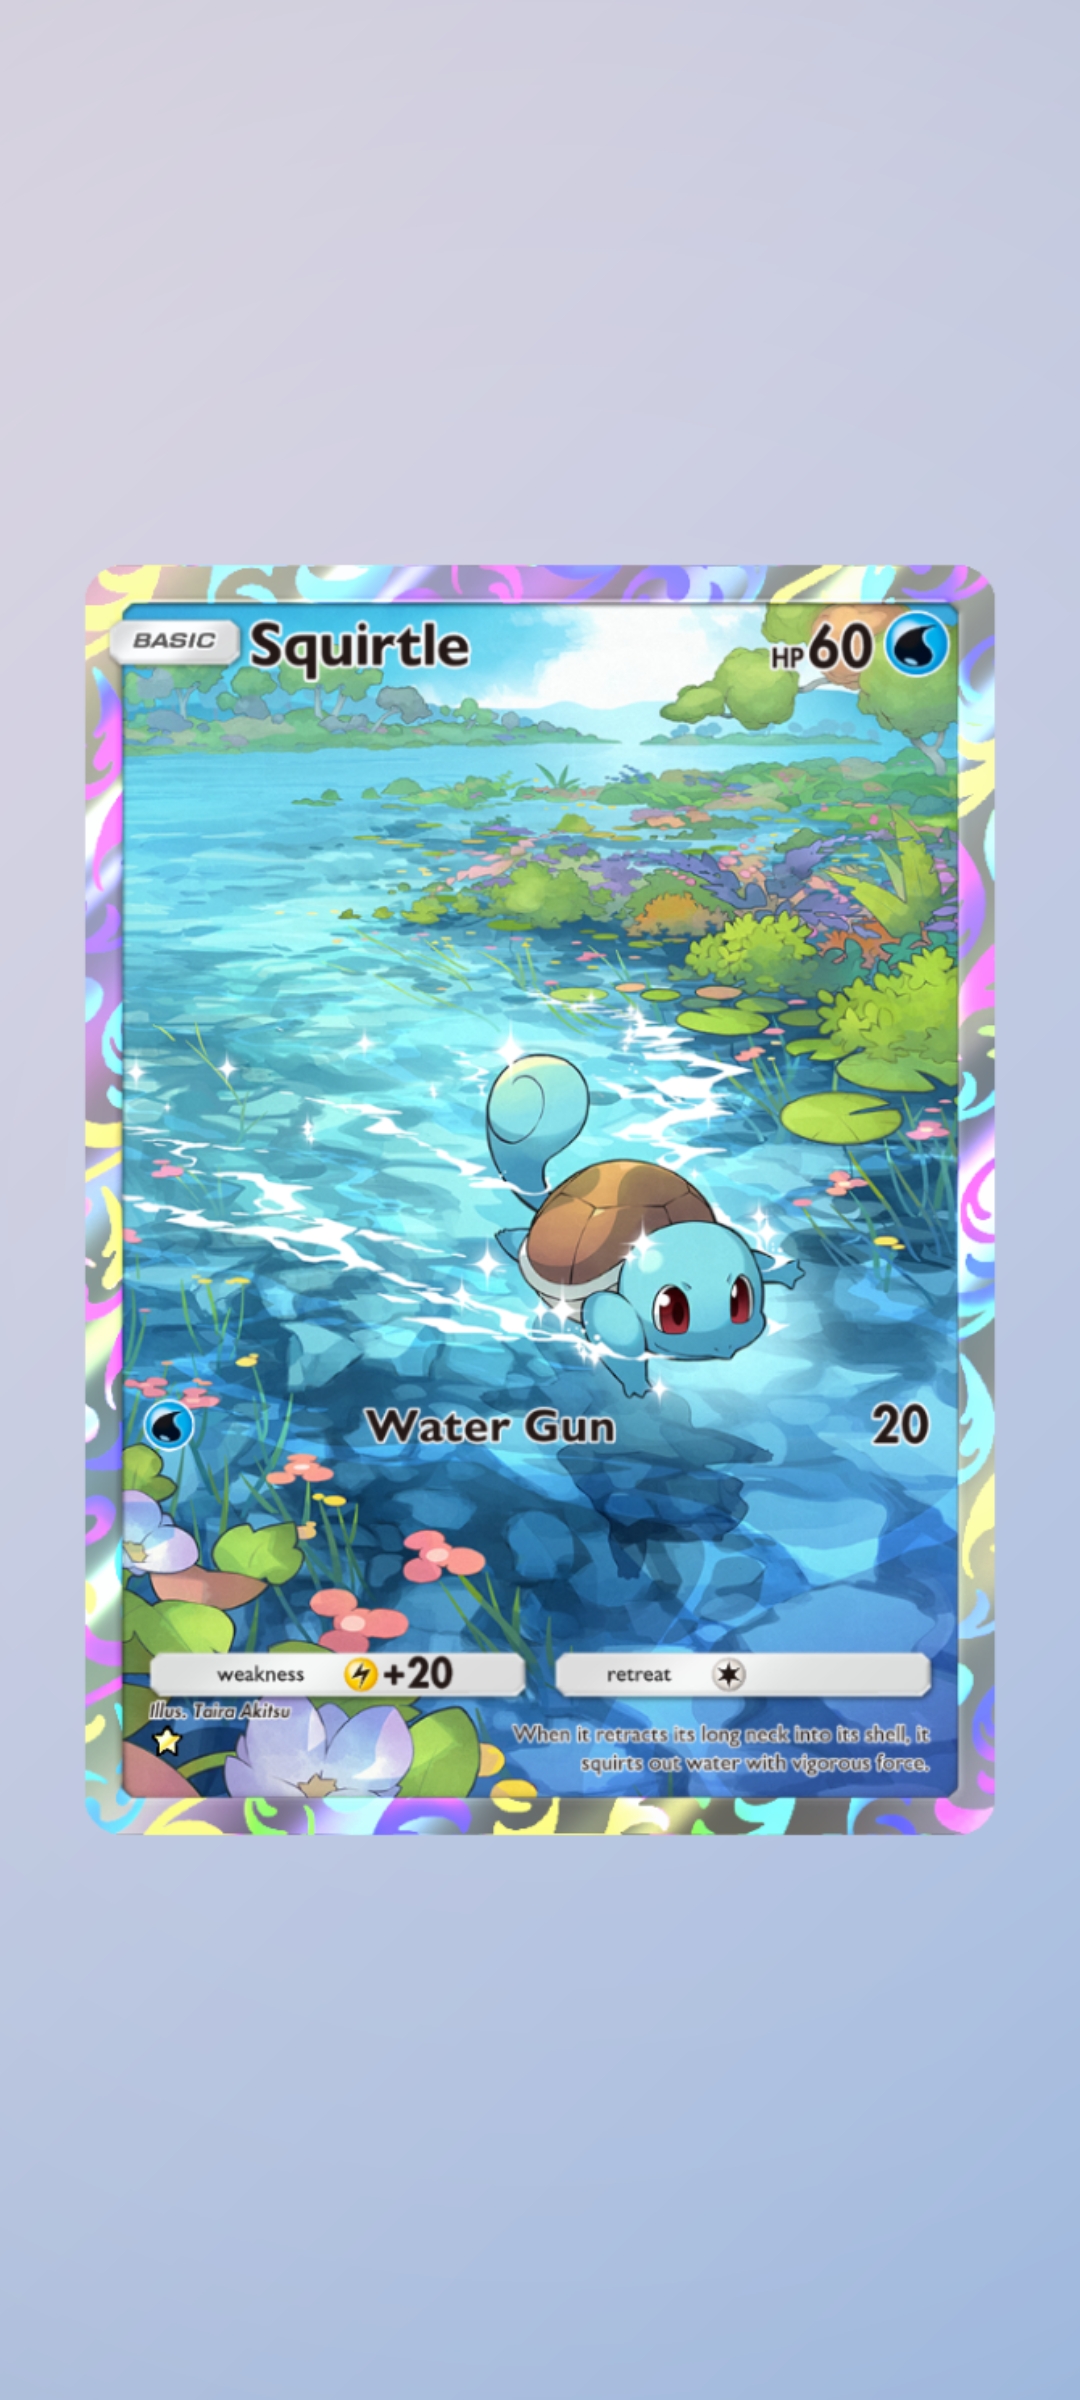 BASIC Squirtle HP 60
Water Gun 20
weakness +20 retreat
Illus. Taira Akitsu
When it retracts its long neck into its shell, it
squirts out water with vigorous force.